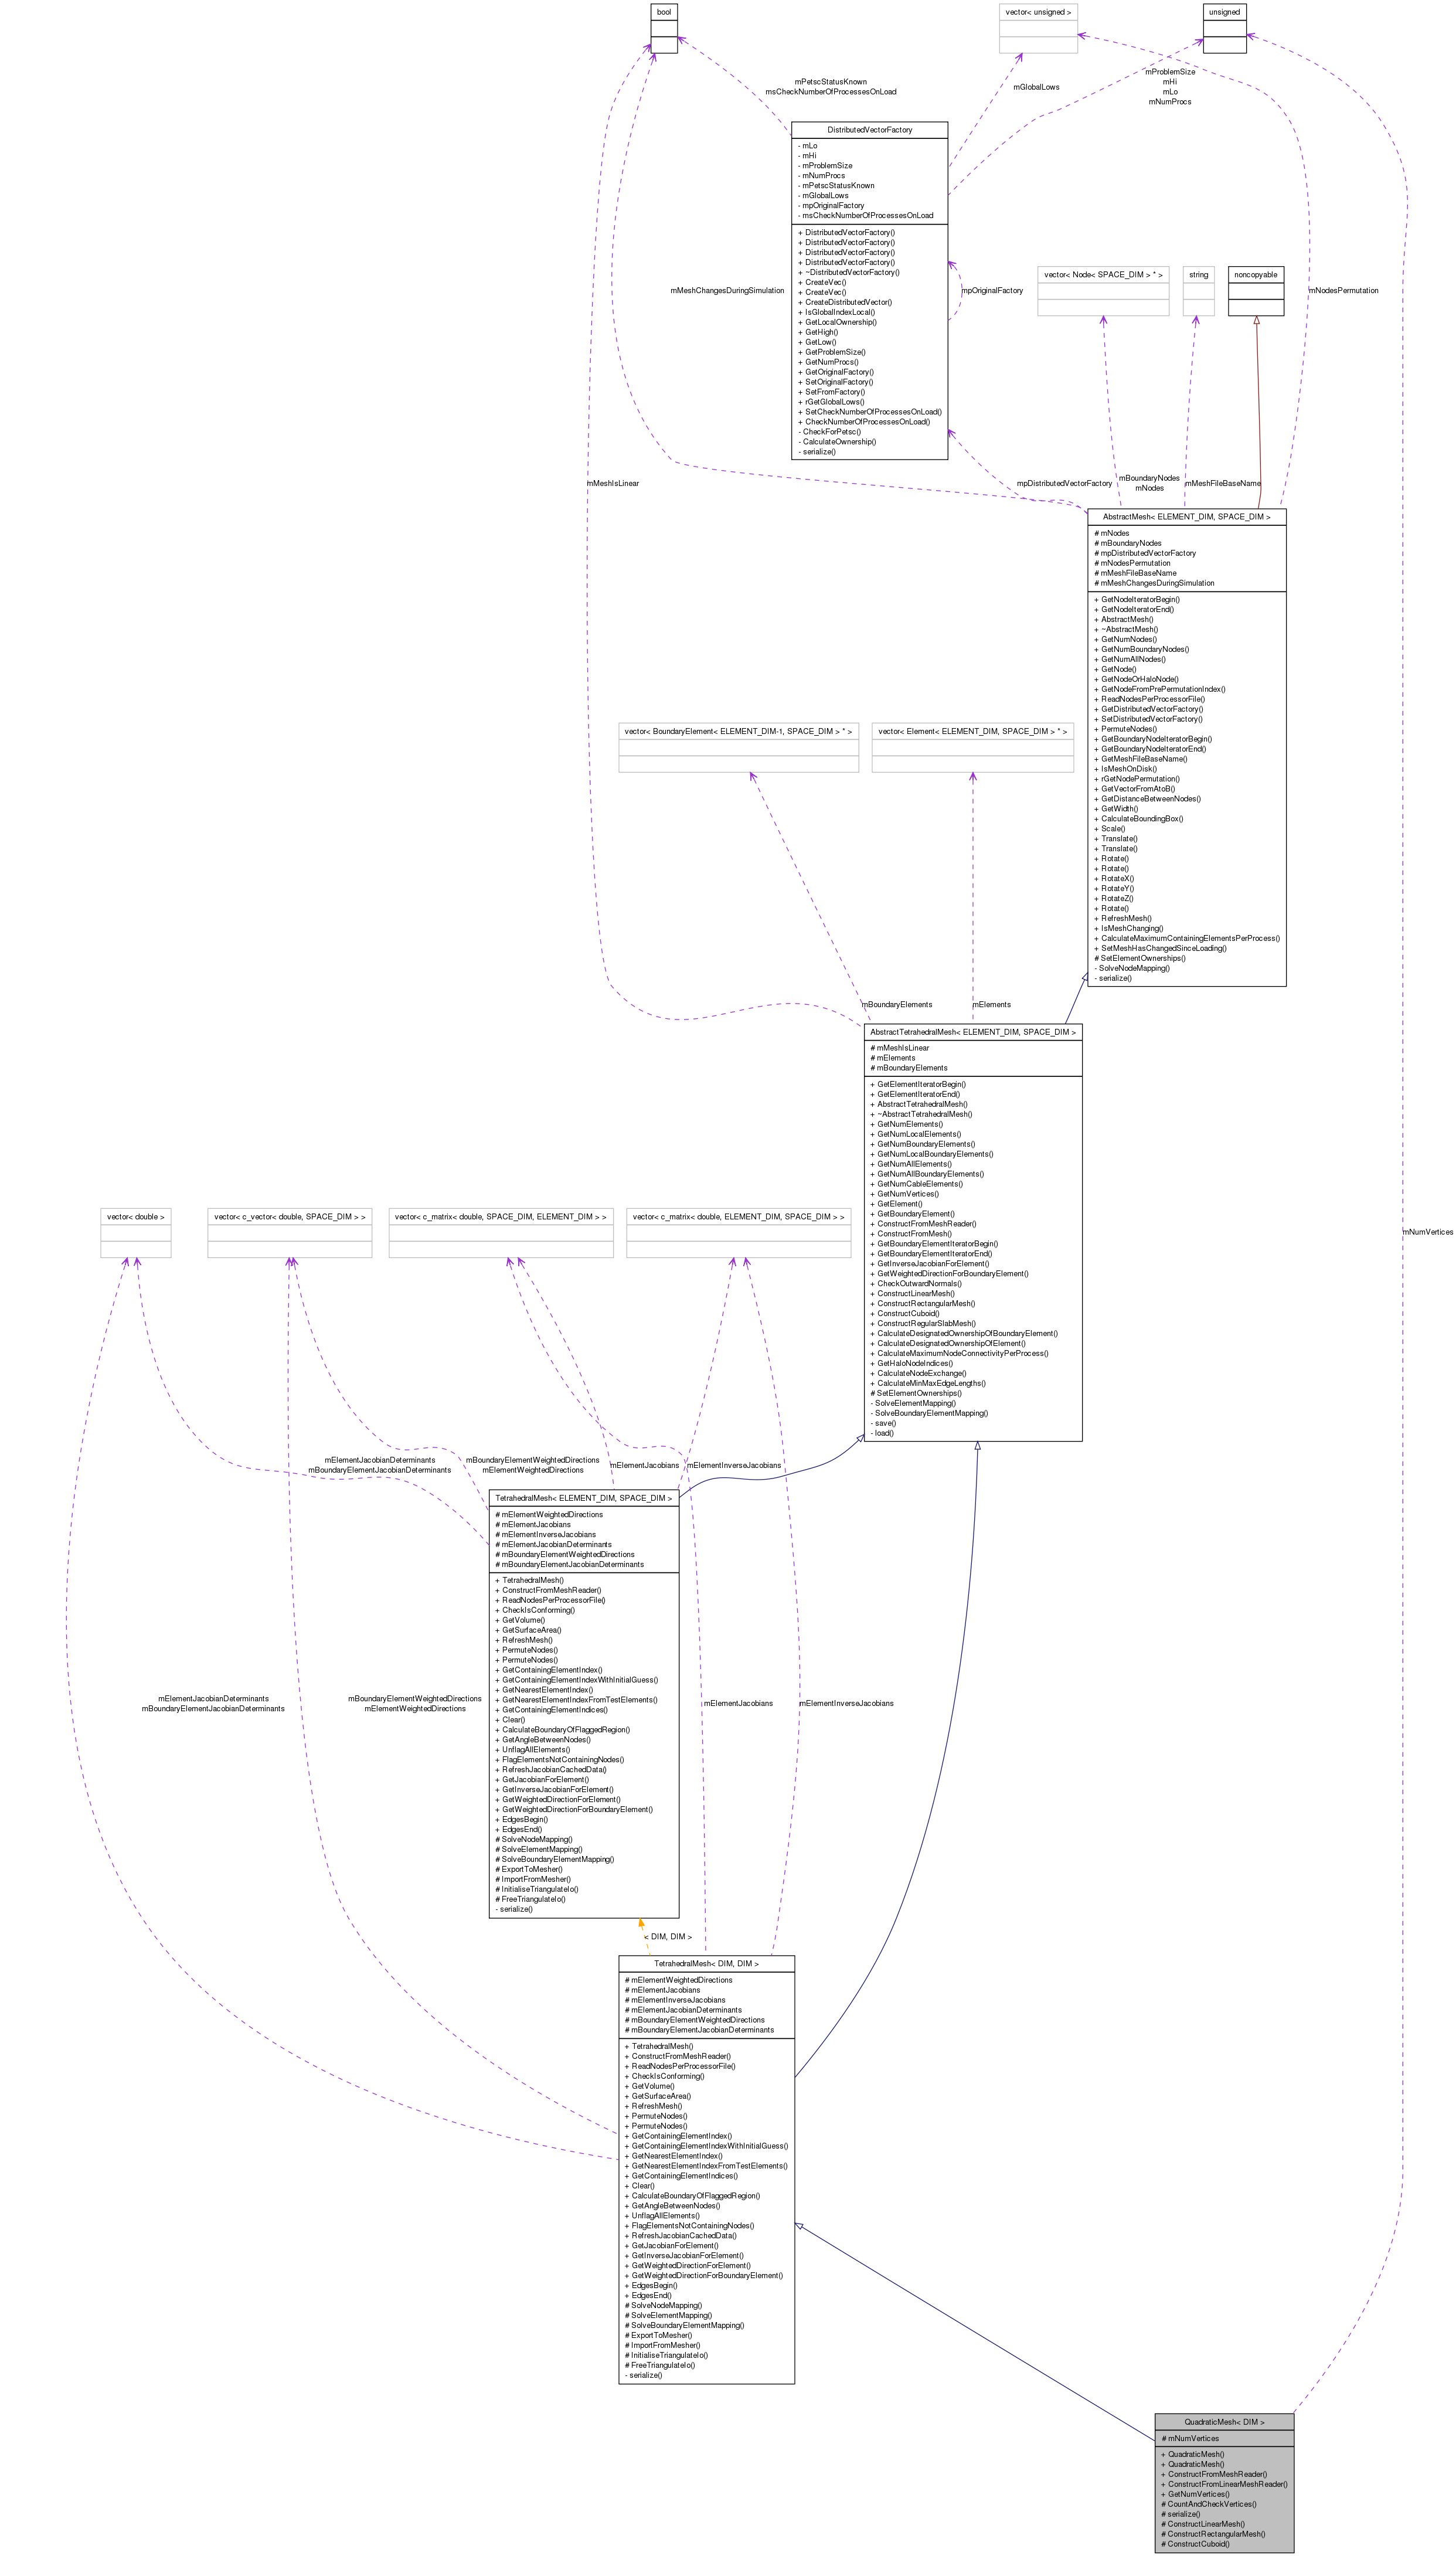 bool
vector< unsigned >
unsigned
mPetscStatusKnown
msCheckNumberOfProcessesOnLoad
mGlobalLows
mProblemSize
mHi
mLo
mNumProcs
DistributedVectorFactory
- mLo
- mHi
- mProblemSize
- mNumProcs
- mPetscStatusKnown
- mGlobalLows
- mpOriginalFactory
- msCheckNumberOfProcessesOnLoad
+ DistributedVectorFactory()
+ DistributedVectorFactory()
+ DistributedVectorFactory()
+ DistributedVectorFactory()
+ ~DistributedVectorFactory()
+ CreateVec()
+ CreateVec()
+ CreateDistributedVector()
+ IsGlobalIndexLocal()
+ GetLocalOwnership()
+ GetHigh()
+ GetLow()
+ GetProblemSize()
+ GetNumProcs()
+ GetOriginalFactory()
+ SetOriginalFactory()
+ SetFromFactory()
+ rGetGlobalLows()
+ SetCheckNumberOfProcessesOnLoad()
+ CheckNumberOfProcessesOnLoad()
- CheckForPetsc()
- CalculateOwnership()
- serialize()
vector< Node< SPACE_DIM > * >
string
noncopyable
mMeshChangesDuringSimulation
mpOriginalFactory
mNodesPermutation
mMeshIsLinear
mpDistributedVectorFactory
mBoundaryNodes
mNodes
mMeshFileBaseName
AbstractMesh< ELEMENT_DIM, SPACE_DIM >
# mNodes
# mBoundaryNodes
# mpDistributedVectorFactory
# mNodesPermutation
# mMeshFileBaseName
# mMeshChangesDuringSimulation
+ GetNodeIteratorBegin()
+ GetNodeIteratorEnd()
+ AbstractMesh()
+ ~AbstractMesh()
+ GetNumNodes()
+ GetNumBoundaryNodes()
+ GetNumAllNodes()
+ GetNode()
+ GetNodeOrHaloNode()
+ GetNodeFromPrePermutationIndex()
+ ReadNodesPerProcessorFile()
+ GetDistributedVectorFactory()
+ SetDistributedVectorFactory()
+ PermuteNodes()
+ GetBoundaryNodeIteratorBegin()
+ GetBoundaryNodeIteratorEnd()
+ GetMeshFileBaseName()
+ IsMeshOnDisk()
+ rGetNodePermutation()
+ GetVectorFromAtoB()
+ GetDistanceBetweenNodes()
+ GetWidth()
+ CalculateBoundingBox()
+ Scale()
+ Translate()
+ Translate()
+ Rotate()
+ Rotate()
+ RotateX()
+ RotateY()
+ RotateZ()
+ Rotate()
+ RefreshMesh()
+ IsMeshChanging()
+ CalculateMaximumContainingElementsPerProcess()
+ SetMeshHasChangedSinceLoading()
# SetElementOwnerships()
- SolveNodeMapping()
- serialize()
vector< BoundaryElement< ELEMENT_DIM-1, SPACE_DIM > * >
vector< Element< ELEMENT_DIM, SPACE_DIM > * >
mBoundaryElements
mElements
AbstractTetrahedralMesh< ELEMENT_DIM, SPACE_DIM >
# mMeshIsLinear
# mElements
# mBoundaryElements
+ GetElementIteratorBegin()
+ GetElementIteratorEnd()
+ AbstractTetrahedralMesh()
+ ~AbstractTetrahedralMesh()
+ GetNumElements()
+ GetNumLocalElements()
+ GetNumBoundaryElements()
+ GetNumLocalBoundaryElements()
+ GetNumAllElements()
+ GetNumAllBoundaryElements()
+ GetNumCableElements()
+ GetNumVertices()
+ GetElement()
+ GetBoundaryElement()
+ ConstructFromMeshReader()
+ ConstructFromMesh()
+ GetBoundaryElementIteratorBegin()
+ GetBoundaryElementIteratorEnd()
+ GetInverseJacobianForElement()
+ GetWeightedDirectionForBoundaryElement()
+ CheckOutwardNormals()
+ ConstructLinearMesh()
+ ConstructRectangularMesh()
+ ConstructCuboid()
+ ConstructRegularSlabMesh()
+ CalculateDesignatedOwnershipOfBoundaryElement()
+ CalculateDesignatedOwnershipOfElement()
+ CalculateMaximumNodeConnectivityPerProcess()
+ GetHaloNodeIndices()
+ CalculateNodeExchange()
+ CalculateMinMaxEdgeLengths()
# SetElementOwnerships()
- SolveElementMapping()
- SolveBoundaryElementMapping()
- save()
- load()
mNumVertices
vector< double >
vector< c_vector< double, SPACE_DIM > >
vector< c_matrix< double, SPACE_DIM, ELEMENT_DIM > >
vector< c_matrix< double, ELEMENT_DIM, SPACE_DIM > >
mElementJacobianDeterminants
mBoundaryElementJacobianDeterminants
mBoundaryElementWeightedDirections
mElementWeightedDirections
mElementJacobians
mElementInverseJacobians
TetrahedralMesh< ELEMENT_DIM, SPACE_DIM >
# mElementWeightedDirections
# mElementJacobians
# mElementInverseJacobians
# mElementJacobianDeterminants
# mBoundaryElementWeightedDirections
# mBoundaryElementJacobianDeterminants
+ TetrahedralMesh()
+ ConstructFromMeshReader()
+ ReadNodesPerProcessorFile()
+ CheckIsConforming()
+ GetVolume()
+ GetSurfaceArea()
+ RefreshMesh()
+ PermuteNodes()
+ PermuteNodes()
+ GetContainingElementIndex()
+ GetContainingElementIndexWithInitialGuess()
+ GetNearestElementIndex()
+ GetNearestElementIndexFromTestElements()
+ GetContainingElementIndices()
+ Clear()
+ CalculateBoundaryOfFlaggedRegion()
+ GetAngleBetweenNodes()
+ UnflagAllElements()
+ FlagElementsNotContainingNodes()
+ RefreshJacobianCachedData()
+ GetJacobianForElement()
+ GetInverseJacobianForElement()
+ GetWeightedDirectionForElement()
+ GetWeightedDirectionForBoundaryElement()
+ EdgesBegin()
+ EdgesEnd()
# SolveNodeMapping()
# SolveElementMapping()
# SolveBoundaryElementMapping()
# ExportToMesher()
# ImportFromMesher()
# InitialiseTriangulateIo()
# FreeTriangulateIo()
- serialize()
mElementJacobianDeterminants
mBoundaryElementJacobianDeterminants
mBoundaryElementWeightedDirections
mElementWeightedDirections
mElementJacobians
mElementInverseJacobians
< DIM, DIM >
TetrahedralMesh< DIM, DIM >
# mElementWeightedDirections
# mElementJacobians
# mElementInverseJacobians
# mElementJacobianDeterminants
# mBoundaryElementWeightedDirections
# mBoundaryElementJacobianDeterminants
+ TetrahedralMesh()
+ ConstructFromMeshReader()
+ ReadNodesPerProcessorFile()
+ CheckIsConforming()
+ GetVolume()
+ GetSurfaceArea()
+ RefreshMesh()
+ PermuteNodes()
+ PermuteNodes()
+ GetContainingElementIndex()
+ GetContainingElementIndexWithInitialGuess()
+ GetNearestElementIndex()
+ GetNearestElementIndexFromTestElements()
+ GetContainingElementIndices()
+ Clear()
+ CalculateBoundaryOfFlaggedRegion()
+ GetAngleBetweenNodes()
+ UnflagAllElements()
+ FlagElementsNotContainingNodes()
+ RefreshJacobianCachedData()
+ GetJacobianForElement()
+ GetInverseJacobianForElement()
+ GetWeightedDirectionForElement()
+ GetWeightedDirectionForBoundaryElement()
+ EdgesBegin()
+ EdgesEnd()
# SolveNodeMapping()
# SolveElementMapping()
# SolveBoundaryElementMapping()
# ExportToMesher()
# ImportFromMesher()
# InitialiseTriangulateIo()
# FreeTriangulateIo()
- serialize()
QuadraticMesh< DIM >
# mNumVertices
+ QuadraticMesh()
+ QuadraticMesh()
+ ConstructFromMeshReader()
+ ConstructFromLinearMeshReader()
+ GetNumVertices()
# CountAndCheckVertices()
# serialize()
# ConstructLinearMesh()
# ConstructRectangularMesh()
# ConstructCuboid()